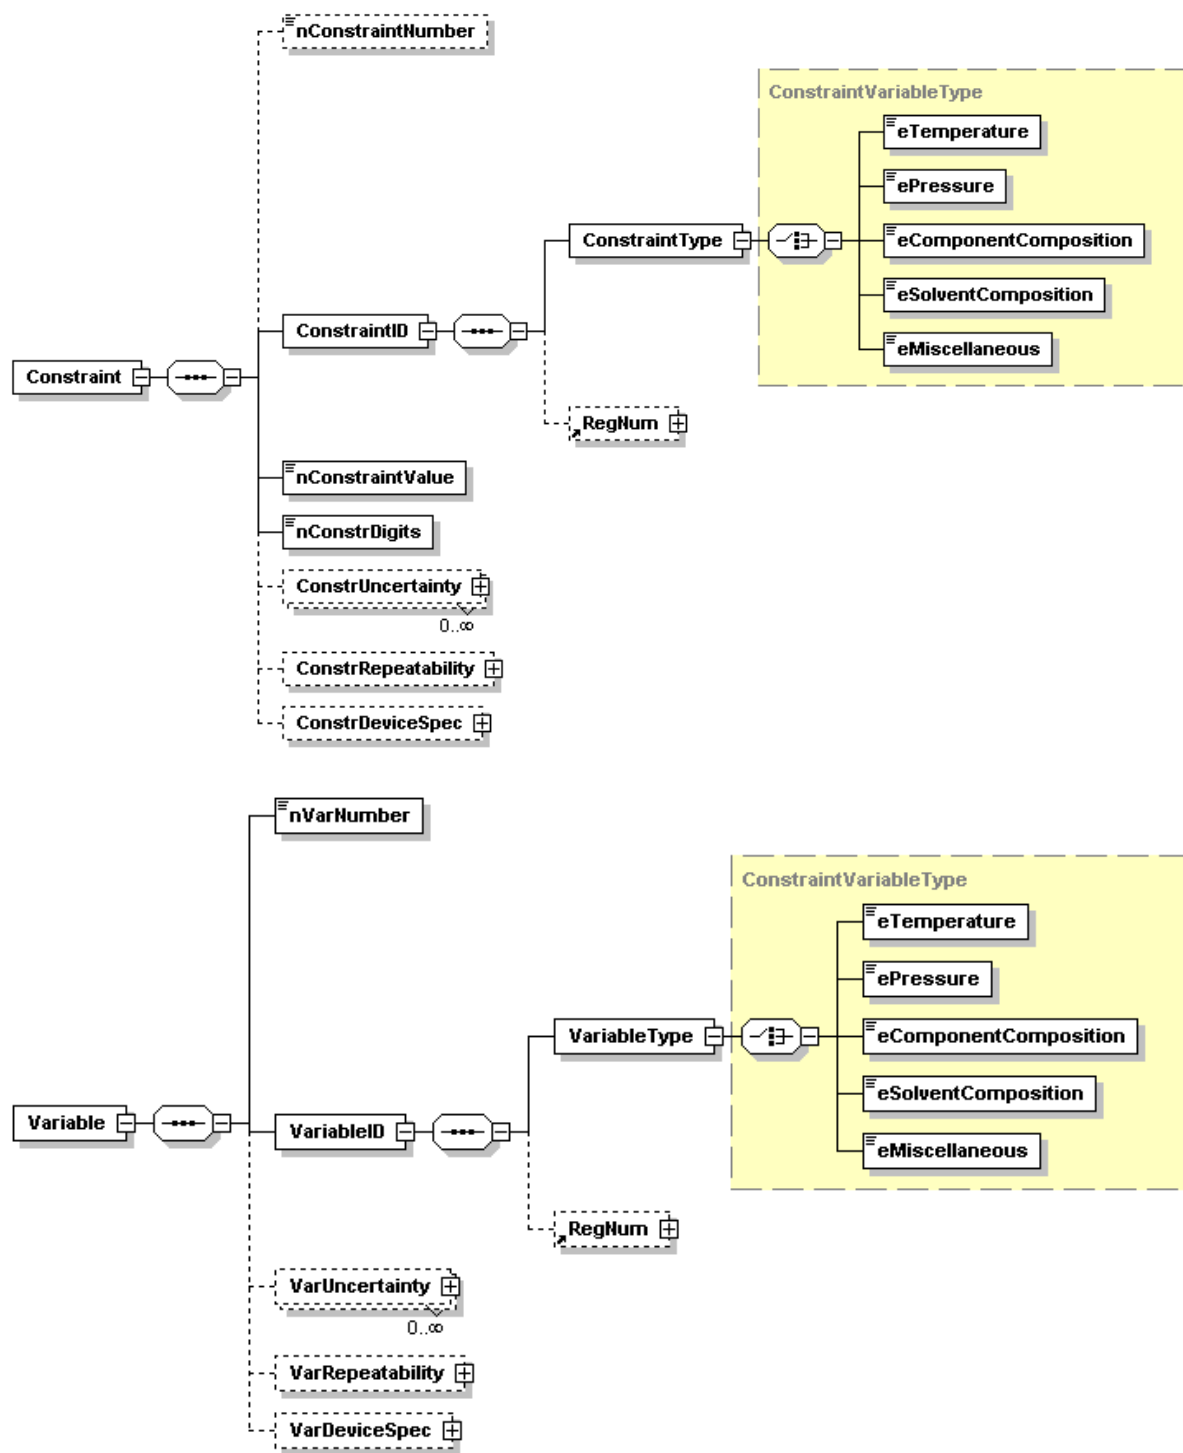 nConstraintNumber
ConstraintVariableType
eTemperature
ePressure
ConstraintType
eComponentComposition
eSolventComposition
ConstraintID
eMiscellaneous
Constraint
RegNum
nConstraintValue
nConstrDigits
ConstrUncertainty
0..∞
ConstrRepeatability
ConstrDeviceSpec
nVarNumber
ConstraintVariableType
eTemperature
ePressure
VariableType
eComponentComposition
eSolventComposition
Variable
VariableID
eMiscellaneous
RegNum
VarUncertainty
0..∞
VarRepeatability
VarDeviceSpec